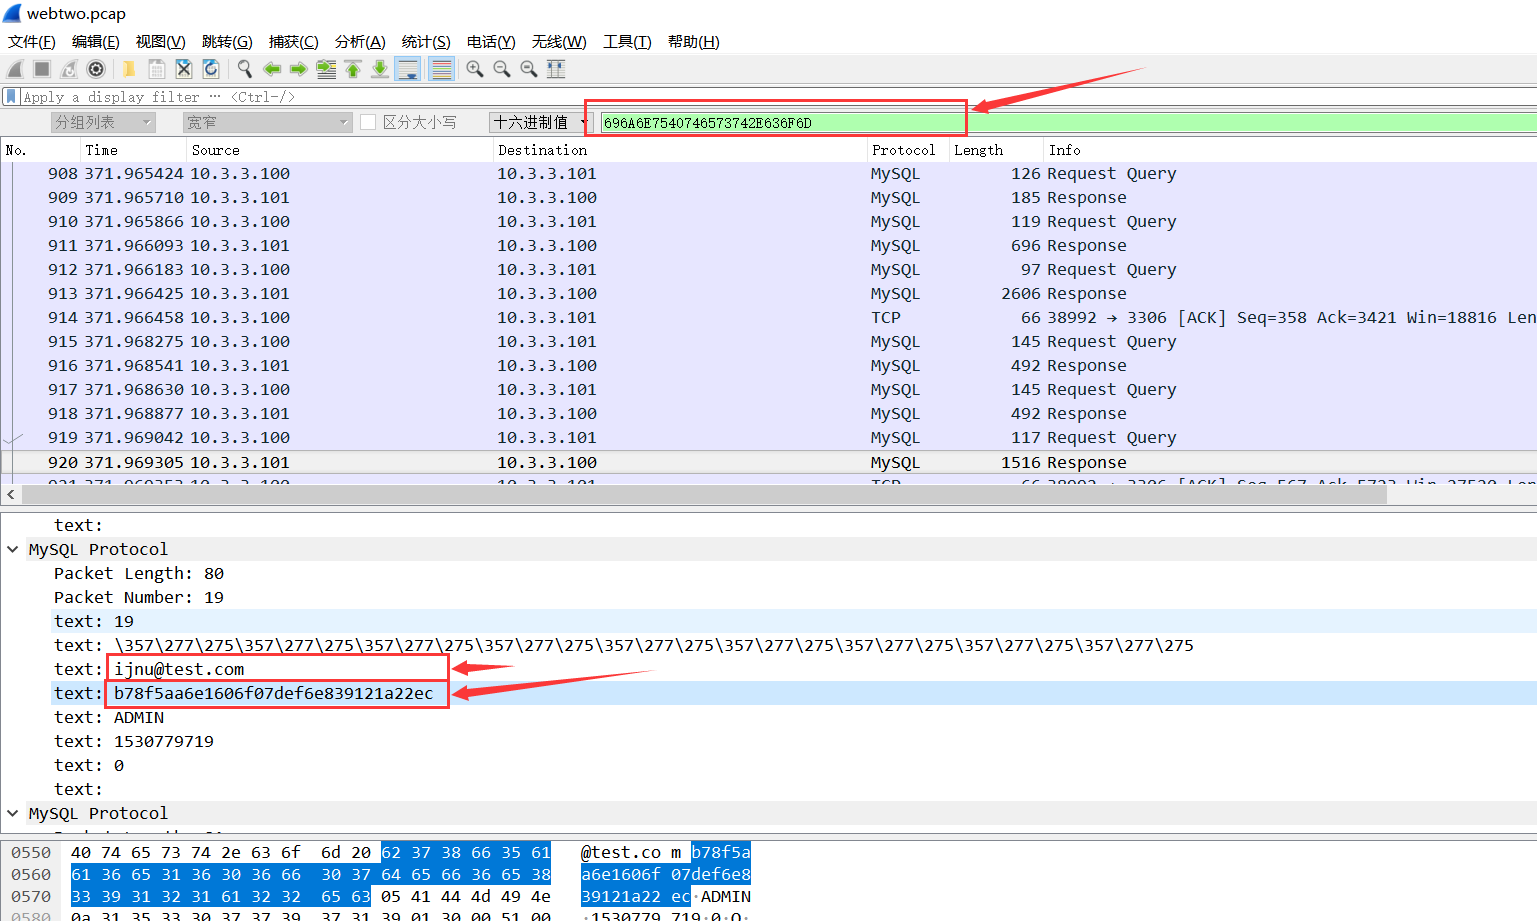 webtwo.pcap
文件(F) 编辑(E) 视图(V) 跳转(G) 捕获(C) 分析(A) 统计(S) 电话(Y) 无线(W) 工具(T) 帮助(H)
Apply a display filter … <Ctrl-/>
分组列表 宽窄 区分大小写 十六进制值 696A6E7540746573742E636F6D
No. Time Source Destination Protocol Length Info
908 371.965424 10.3.3.100 10.3.3.101 MySQL 126 Request Query
909 371.965710 10.3.3.101 10.3.3.100 MySQL 185 Response
910 371.965866 10.3.3.100 10.3.3.101 MySQL 119 Request Query
911 371.966093 10.3.3.101 10.3.3.100 MySQL 696 Response
912 371.966183 10.3.3.100 10.3.3.101 MySQL 97 Request Query
913 371.966425 10.3.3.101 10.3.3.100 MySQL 2606 Response
914 371.966458 10.3.3.100 10.3.3.101 TCP 66 38992 → 3306 [ACK] Seq=358 Ack=3421 Win=18816 Len
915 371.968275 10.3.3.100 10.3.3.101 MySQL 145 Request Query
916 371.968541 10.3.3.101 10.3.3.100 MySQL 492 Response
917 371.968630 10.3.3.100 10.3.3.101 MySQL 145 Request Query
918 371.968877 10.3.3.101 10.3.3.100 MySQL 492 Response
919 371.969042 10.3.3.100 10.3.3.101 MySQL 117 Request Query
920 371.969305 10.3.3.101 10.3.3.100 MySQL 1516 Response
text:
MySQL Protocol
Packet Length: 80
Packet Number: 19
text: 19
text: \357\277\275\357\277\275\357\277\275\357\277\275\357\277\275\357\277\275\357\277\275\357\277\275
text: ijnu@test.com
text: b78f5aa6e1606f07def6e839121a22ec
text: ADMIN
text: 1530779719
text: 0
text:
MySQL Protocol
0550 40 74 65 73 74 2e 63 6f 6d 20 62 37 38 66 35 61 @test.co m b78f5a
0560 61 36 65 31 36 30 36 66 30 37 64 65 66 36 65 38 a6e1606f 07def6e8
0570 33 39 31 32 31 61 32 32 65 63 05 41 44 4d 49 4e 39121a22 ec·ADMIN
0580 0a 31 35 33 30 37 37 39 37 31 39 01 30 00 51 00 ·1530779 719·0·Q·